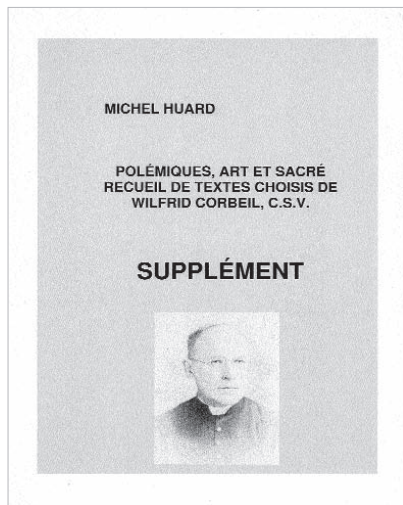 MICHEL HUARD
POLÉMIQUES, ART ET SACRÉ
RECUEIL DE TEXTES CHOISIS DE
WILFRID CORBEIL, C.S.V.
SUPPLÉMENT